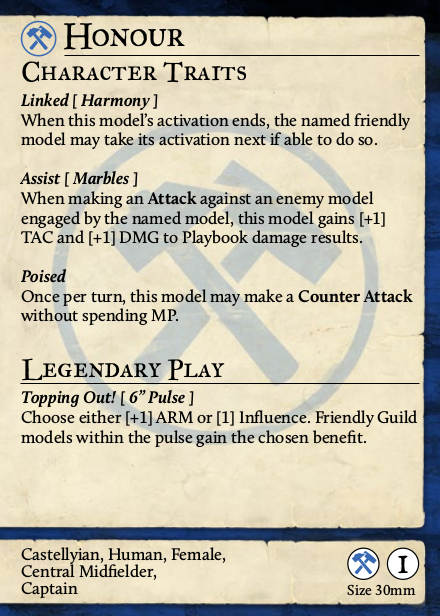 Honour
Character Traits
Linked [ Harmony ]
When this model's activation ends, the named friendly
model may take its activation next if able to do so.
Assist [ Marbles ]
When making an Attack against an enemy model
engaged by the named model, this model gains [+1]
TAC and [+1] DMG to Playbook damage results.
Poised
Once per turn, this model may make a Counter Attack
without spending MP.
Legendary Play
Topping Out! [ 6" Pulse ]
Choose either [+1] ARM or [1] Influence. Friendly Guild
models within the pulse gain the chosen benefit.
Castellyian, Human, Female,
Central Midfielder,
Captain
1
Size 30mm